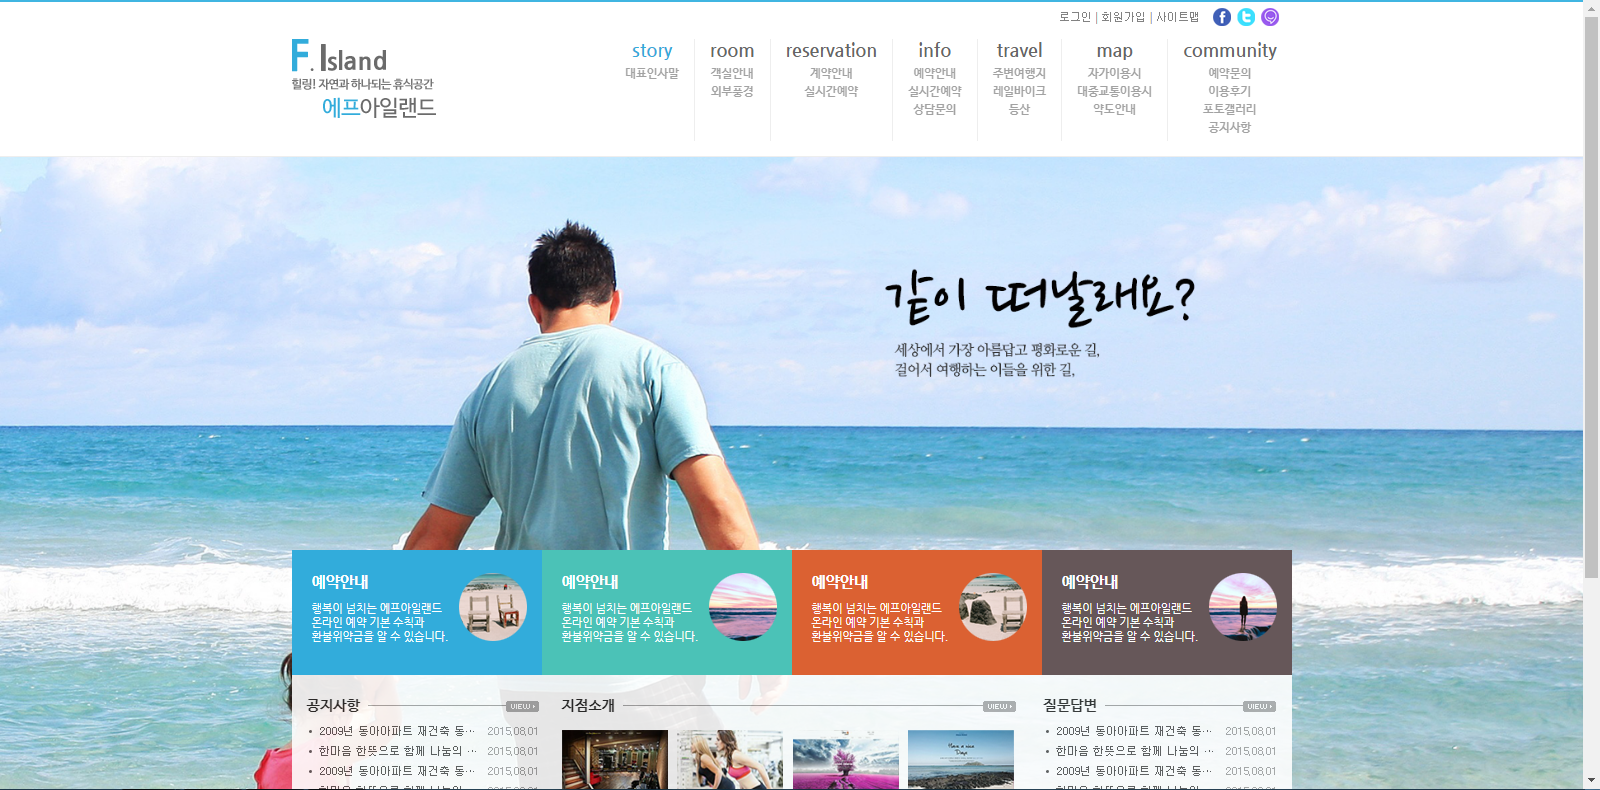 로그인 | 회원가입 | 사이트맵
F. Island
힐링! 자연과 하나되는 휴식공간
에프아일랜드
story
대표인사말
room
객실안내
외부풍경
reservation
계약안내
실시간예약
info
예약안내
실시간예약
상담문의
travel
주변여행지
레일바이크
등산
map
자가이용시
대중교통이용시
약도안내
community
예약문의
이용후기
포토갤러리
공지사항
같이 떠날래요?
세상에서 가장 아름답고 평화로운 길,
걸어서 여행하는 이들을 위한 길,
예약안내
행복이 넘치는 에프아일랜드
온라인 예약 기본 수칙과
환불위약금을 알 수 있습니다.
예약안내
행복이 넘치는 에프아일랜드
온라인 예약 기본 수칙과
환불위약금을 알 수 있습니다.
예약안내
행복이 넘치는 에프아일랜드
온라인 예약 기본 수칙과
환불위약금을 알 수 있습니다.
예약안내
행복이 넘치는 에프아일랜드
온라인 예약 기본 수칙과
환불위약금을 알 수 있습니다.
공지사항 VIEW
2009년 동아아파트 재건축 동… 2015.08.01
한마음 한뜻으로 함께 나눔의 … 2015.08.01
2009년 동아아파트 재건축 동… 2015.08.01
지점소개 VIEW
Have a nice
Days
질문답변 VIEW
2009년 동아아파트 재건축 동… 2015.08.01
한마음 한뜻으로 함께 나눔의 … 2015.08.01
2009년 동아아파트 재건축 동… 2015.08.01